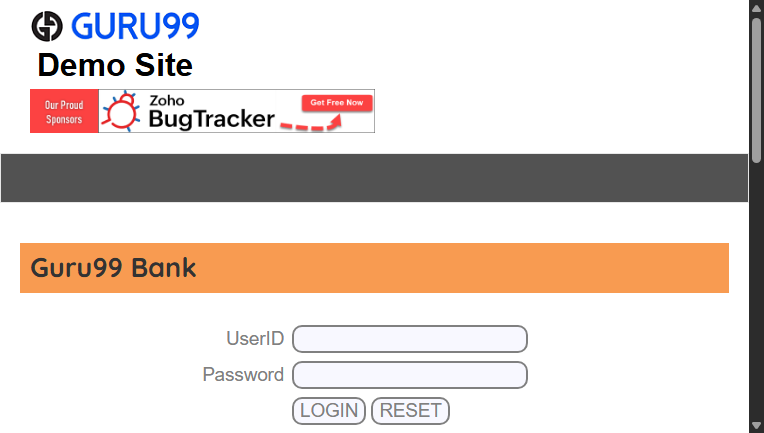 GURU99
Demo Site
Our Proud
Sponsors
Zoho
BugTracker
Get Free Now
Guru99 Bank
UserID
Password
LOGIN RESET